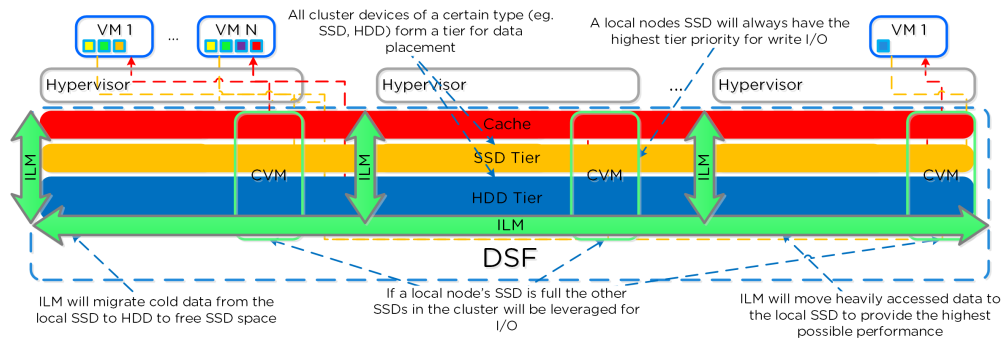 All cluster devices of a certain type (eg.
SSD, HDD) form a tier for data
placement
A local nodes SSD will always have the
highest tier priority for write I/O
VM 1
...
VM N
VM 1
Hypervisor
Hypervisor
...
Hypervisor
Cache
SSD Tier
HDD Tier
ILM
ILM
ILM
CVM
CVM
CVM
ILM
DSF
ILM will migrate cold data from the
local SSD to HDD to free SSD space
If a local node's SSD is full the other
SSDs in the cluster will be leveraged for
I/O
ILM will move heavily accessed data to
the local SSD to provide the highest
possible performance